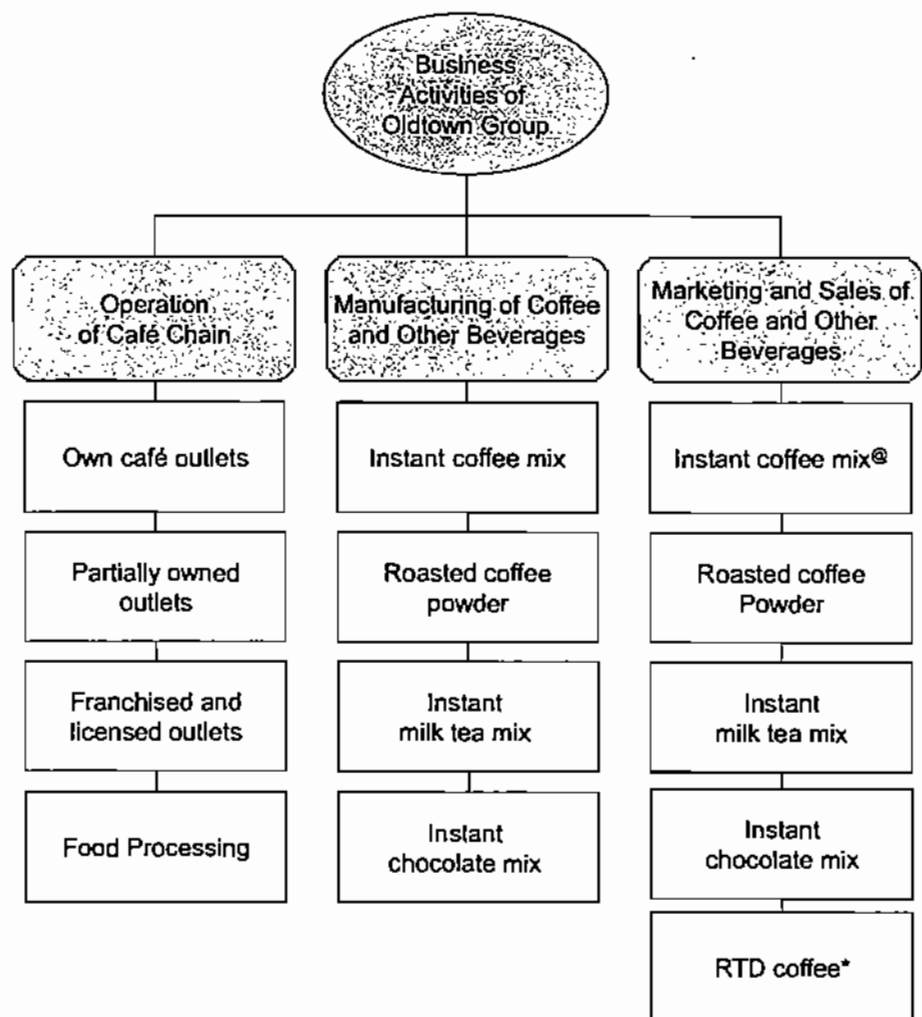 Business
Activities of
Oldtown Group
Operation
of Café Chain
Own café outlets
Partially owned
outlets
Franchised and
licensed outlets
Food Processing
Manufacturing of Coffee
and Other Beverages
Instant coffee mix
Roasted coffee
powder
Instant
milk tea mix
Instant
chocolate mix
Marketing and Sales of
Coffee and Other
Beverages
Instant coffee mix@
Roasted coffee
Powder
Instant
milk tea mix
Instant
chocolate mix
RTD coffee*